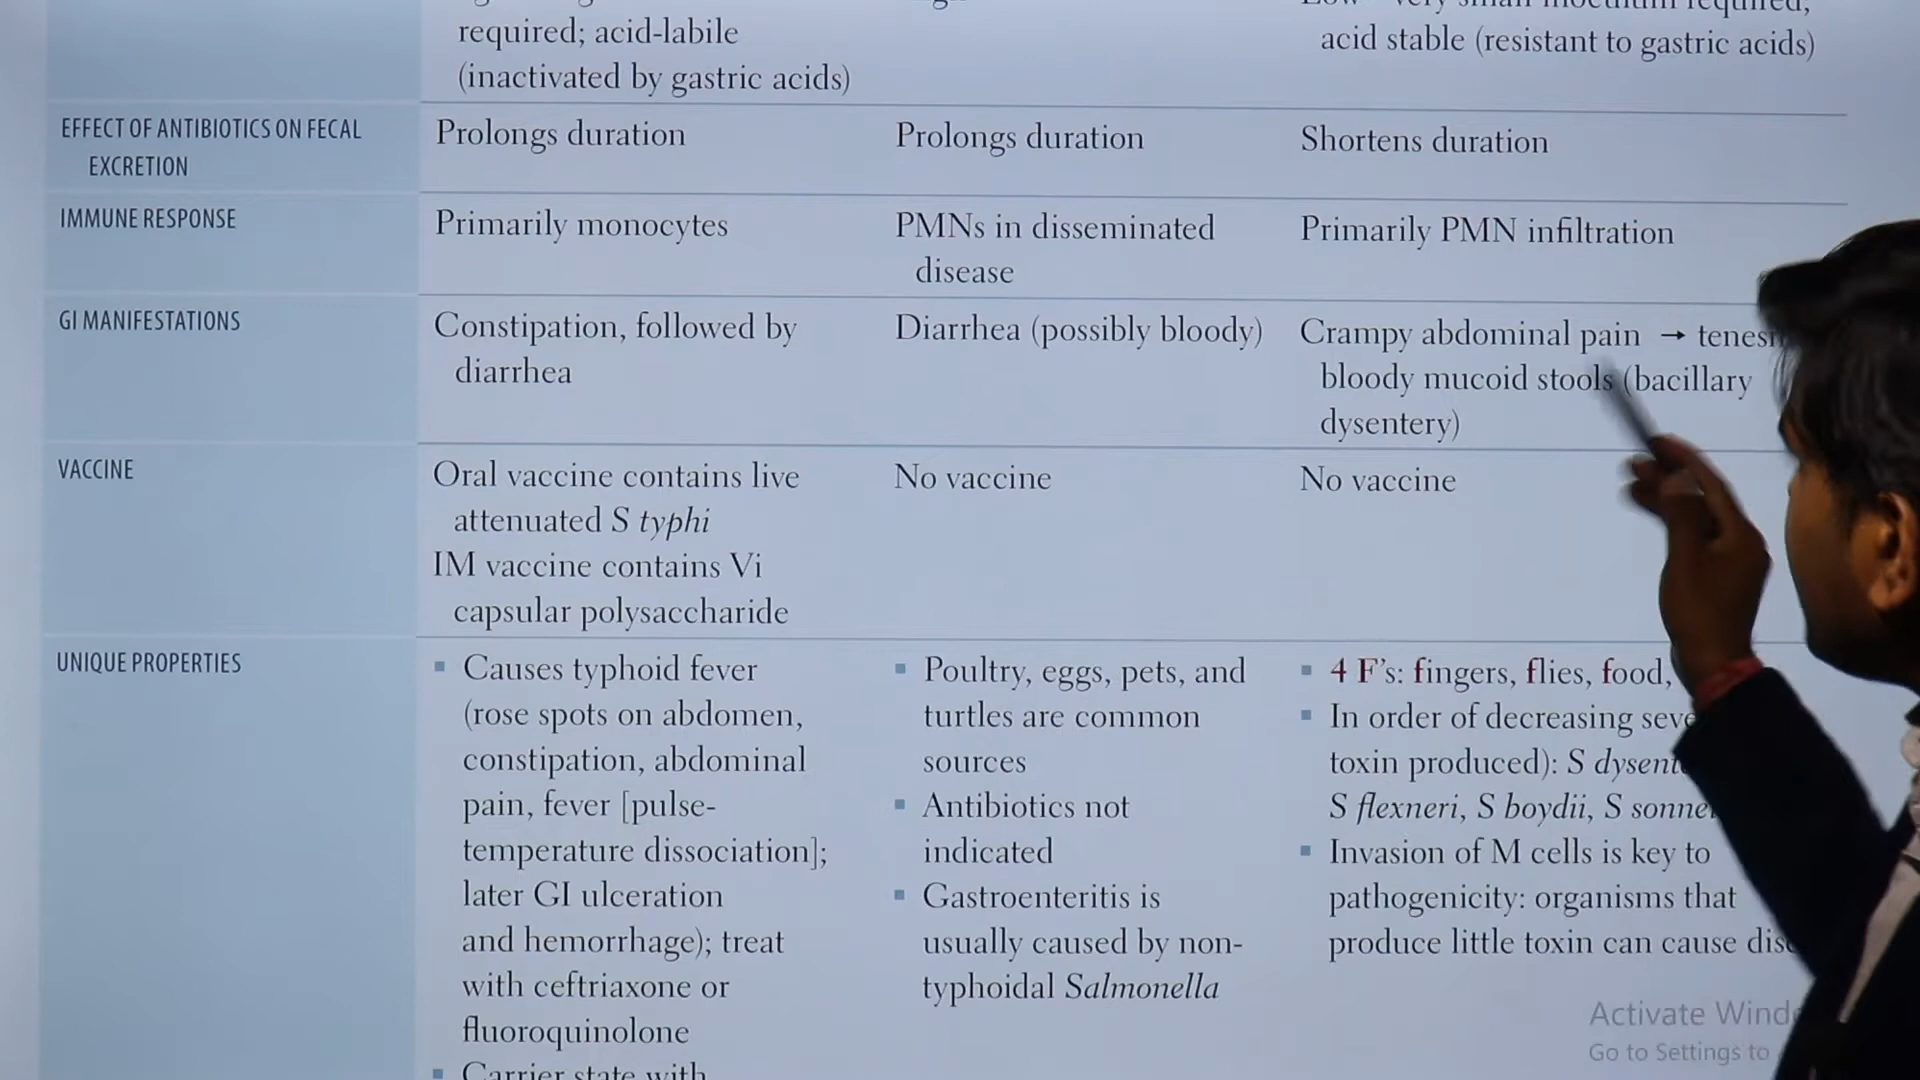 required; acid-labile
(inactivated by gastric acids)
acid stable (resistant to gastric acids)
EFFECT OF ANTIBIOTICS ON FECAL
EXCRETION
Prolongs duration
Prolongs duration
Shortens duration
IMMUNE RESPONSE
Primarily monocytes
PMNs in disseminated
disease
Primarily PMN infiltration
GI MANIFESTATIONS
Constipation, followed by
diarrhea
Diarrhea (possibly bloody)
Crampy abdominal pain →
bloody mucoid stools (bacillary
dysentery)
VACCINE
Oral vaccine contains live
attenuated S typhi
IM vaccine contains Vi
capsular polysaccharide
No vaccine
No vaccine
UNIQUE PROPERTIES
▪ Causes typhoid fever
(rose spots on abdomen,
constipation, abdominal
pain, fever [pulse-
temperature dissociation];
later GI ulceration
and hemorrhage); treat
with ceftriaxone or
fluoroquinolone
▪ Carrier state with
▪ Poultry, eggs, pets, and
turtles are common
sources
▪ Antibiotics not
indicated
▪ Gastroenteritis is
usually caused by non-
typhoidal Salmonella
▪ 4 F's: fingers, flies, food,
▪ In order of decreasing
toxin produced): S
S flexneri, S boydii, S
▪ Invasion of M cells is key to
pathogenicity: organisms that
produce little toxin can cause
Activate
Go to Settings to